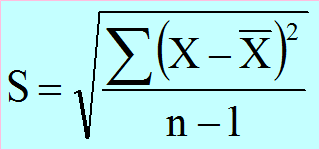 S = √(∑(X − X̅)² / (n − 1))